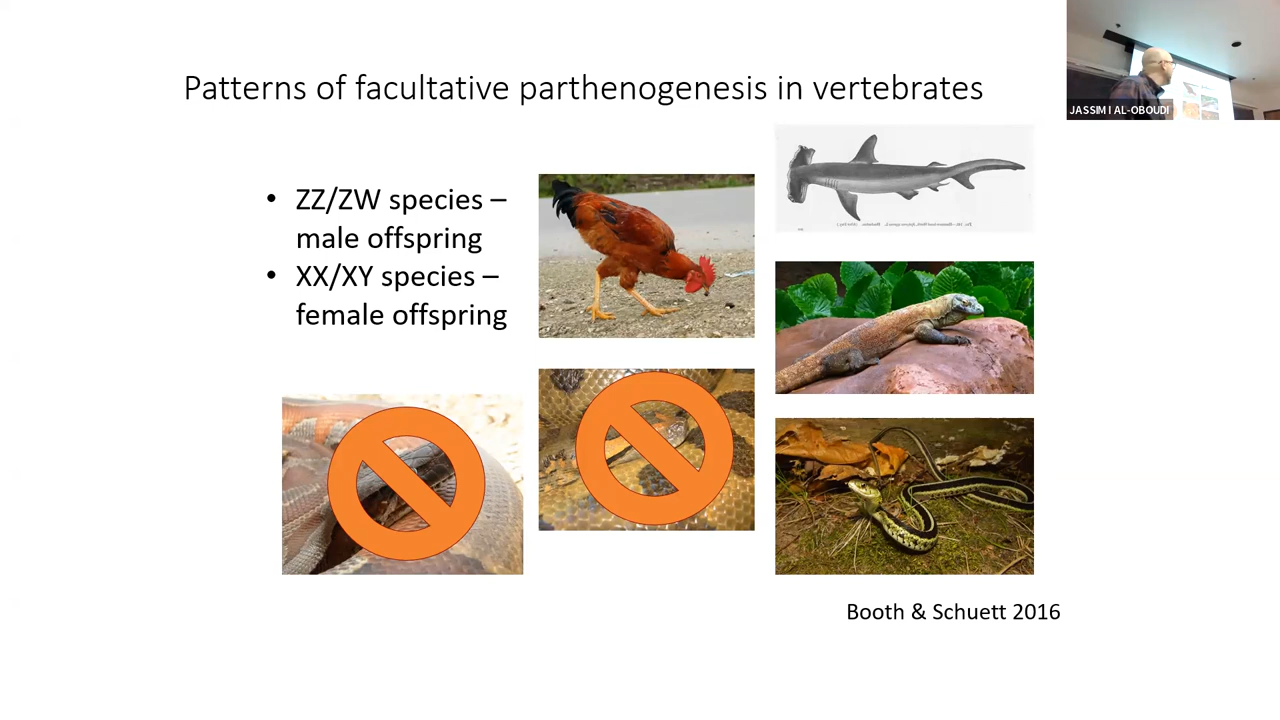 Patterns of facultative parthenogenesis in vertebrates
JASSIM I AL-OBOUDI
• ZZ/ZW species –
male offspring
• XX/XY species –
female offspring
Booth & Schuett 2016